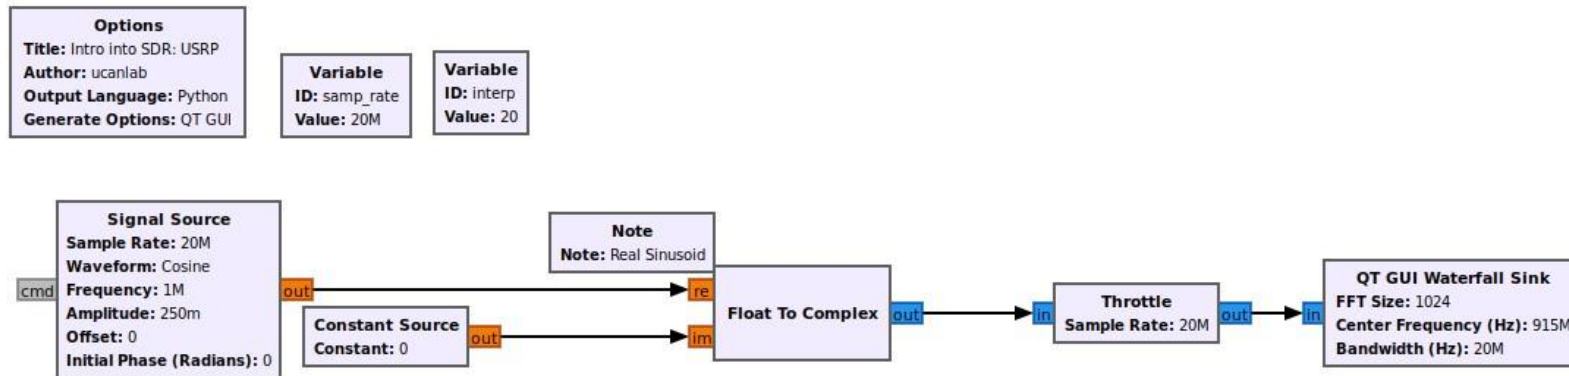 Options
Title: Intro into SDR: USRP
Author: ucanlab
Output Language: Python
Generate Options: QT GUI
Variable
ID: samp_rate
Value: 20M
Variable
ID: interp
Value: 20
Signal Source
Sample Rate: 20M
Waveform: Cosine
Frequency: 1M
Amplitude: 250m
Offset: 0
Initial Phase (Radians): 0
cmd
out
Constant Source
Constant: 0
out
Note
Note: Real Sinusoid
re
im
Float To Complex
out
in
Throttle
Sample Rate: 20M
out
in
QT GUI Waterfall Sink
FFT Size: 1024
Center Frequency (Hz): 915M
Bandwidth (Hz): 20M